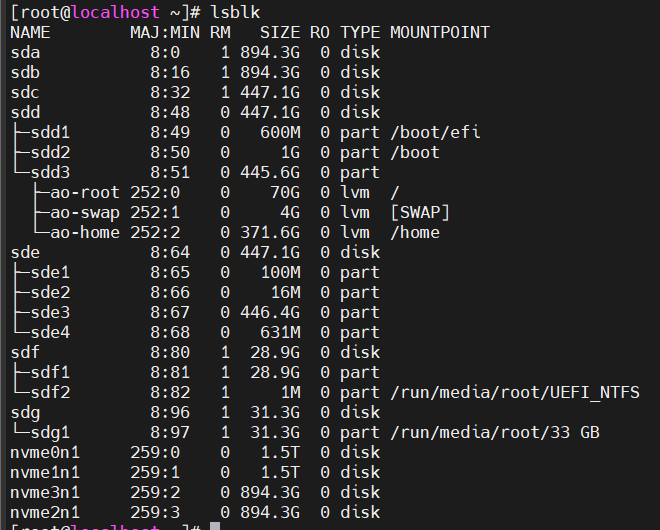 [root@localhost ~]# lsblk
NAME        MAJ:MIN RM   SIZE RO TYPE MOUNTPOINT
sda           8:0    1 894.3G  0 disk
sdb           8:16   1 894.3G  0 disk
sdc           8:32   1 447.1G  0 disk
sdd           8:48   0 447.1G  0 disk
├─sdd1        8:49   0   600M  0 part /boot/efi
├─sdd2        8:50   0     1G  0 part /boot
└─sdd3        8:51   0 445.6G  0 part
  ├─ao-root 252:0    0    70G  0 lvm  /
  ├─ao-swap 252:1    0     4G  0 lvm  [SWAP]
  └─ao-home 252:2    0 371.6G  0 lvm  /home
sde           8:64   0 447.1G  0 disk
├─sde1        8:65   0   100M  0 part
├─sde2        8:66   0    16M  0 part
├─sde3        8:67   0 446.4G  0 part
└─sde4        8:68   0   631M  0 part
sdf           8:80   1  28.9G  0 disk
├─sdf1        8:81   1  28.9G  0 part
└─sdf2        8:82   1     1M  0 part /run/media/root/UEFI_NTFS
sdg           8:96   1  31.3G  0 disk
└─sdg1        8:97   1  31.3G  0 part /run/media/root/33 GB
nvme0n1     259:0    0   1.5T  0 disk
nvme1n1     259:1    0   1.5T  0 disk
nvme3n1     259:2    0 894.3G  0 disk
nvme2n1     259:3    0 894.3G  0 disk
[root@localhost ~]#